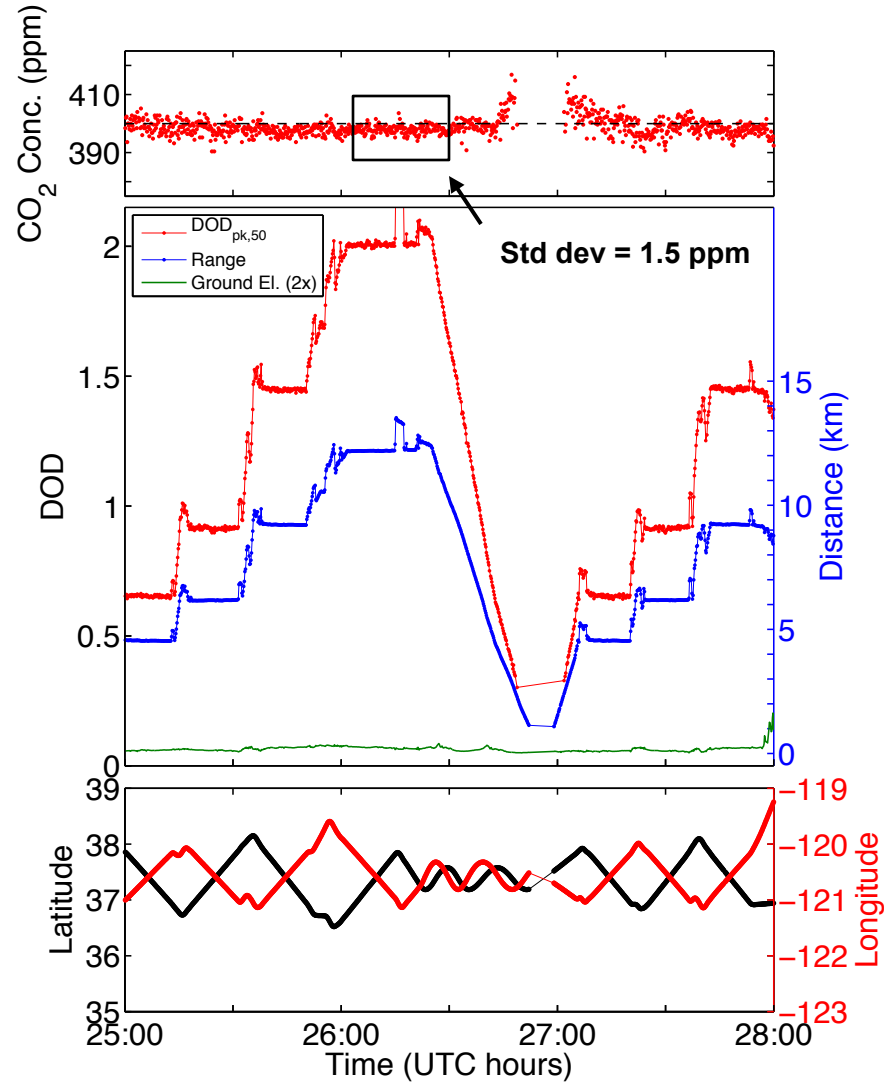 CO2 Conc. (ppm)
410
390
DOD
2
1.5
1
0.5
0
DODpk,50
Range
Ground El. (2x)
Std dev = 1.5 ppm
15
10
5
0
Distance (km)
Latitude
39
38
37
36
35
-119
-120
-121
-122
-123
Longitude
25:00 26:00 27:00 28:00
Time (UTC hours)